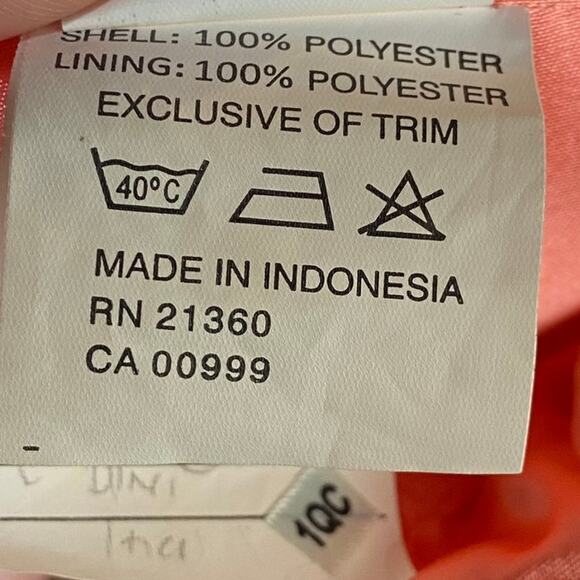 SHELL: 100% POLYESTER
LINING: 100% POLYESTER
EXCLUSIVE OF TRIM
40°C
MADE IN INDONESIA
RN 21360
CA 00999
1QC